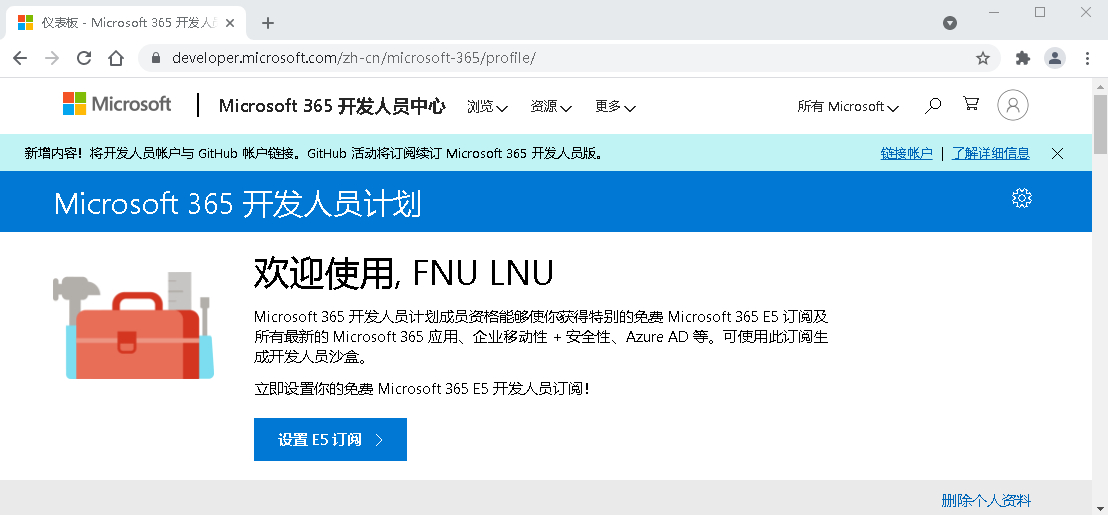 仪表板 - Microsoft 365 开发人
developer.microsoft.com/zh-cn/microsoft-365/profile/
Microsoft Microsoft 365 开发人员中心 浏览 资源 更多 所有 Microsoft
新增内容！将开发人员帐户与 GitHub 帐户链接。GitHub 活动将订阅续订 Microsoft 365 开发人员版。 链接帐户 | 了解详细信息
Microsoft 365 开发人员计划
欢迎使用, FNU LNU
Microsoft 365 开发人员计划成员资格能够使你获得特别的免费 Microsoft 365 E5 订阅及
所有最新的 Microsoft 365 应用、企业移动性 + 安全性、Azure AD 等。可使用此订阅生
成开发人员沙盒。
立即设置你的免费 Microsoft 365 E5 开发人员订阅！
设置 E5 订阅
删除个人资料